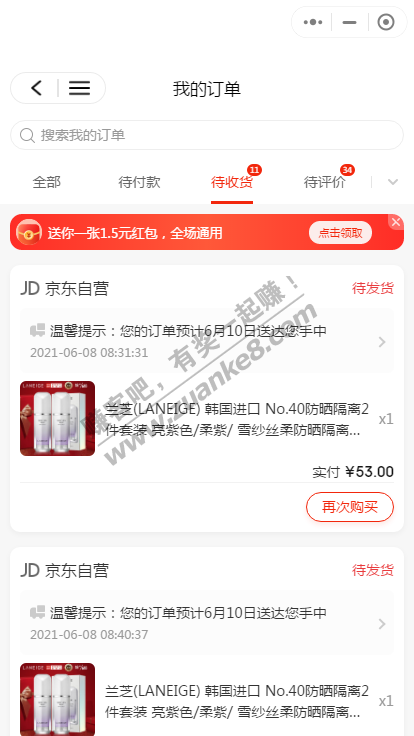 我的订单
搜索我的订单
全部 待付款 待收货 11 待评价 34
送你一张1.5元红包，全场通用 点击领取
JD 京东自营 待发货
温馨提示：您的订单预计6月10日送达您手中
2021-06-08 08:31:31
LANEIGE
兰芝(LANEIGE) 韩国进口 No.40防晒隔离2
件套装 亮紫色/柔紫/ 雪纱丝柔防晒隔离... x1
实付 ¥53.00
再次购买
JD 京东自营 待发货
温馨提示：您的订单预计6月10日送达您手中
2021-06-08 08:40:37
LANEIGE
兰芝(LANEIGE) 韩国进口 No.40防晒隔离2
件套装 亮紫色/柔紫/ 雪纱丝柔防晒隔离... x1
赚客吧，有奖一起赚！
www.zuanke8.com